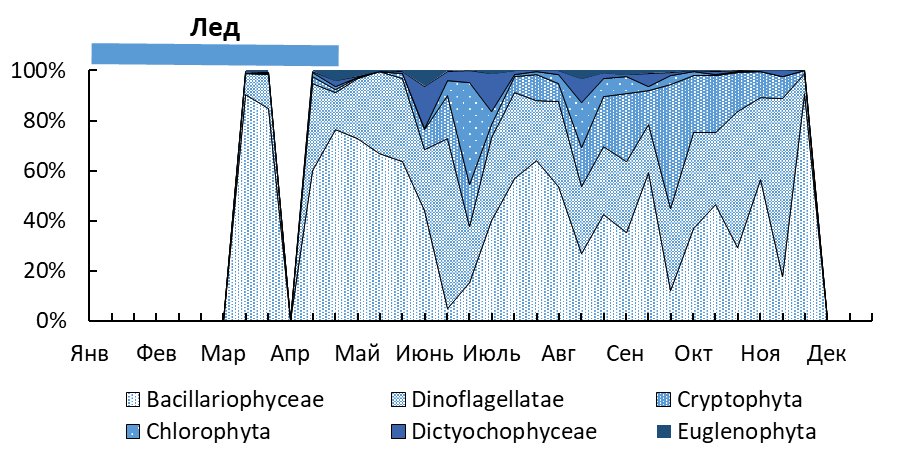 Лед
100%
80%
60%
40%
20%
0%
Янв Фев Мар Апр Май Июнь Июль Авг Сен Окт Ноя Дек
Bacillariophyceae Dinoflagellatae Cryptophyta
Chlorophyta Dictyochophyceae Euglenophyta